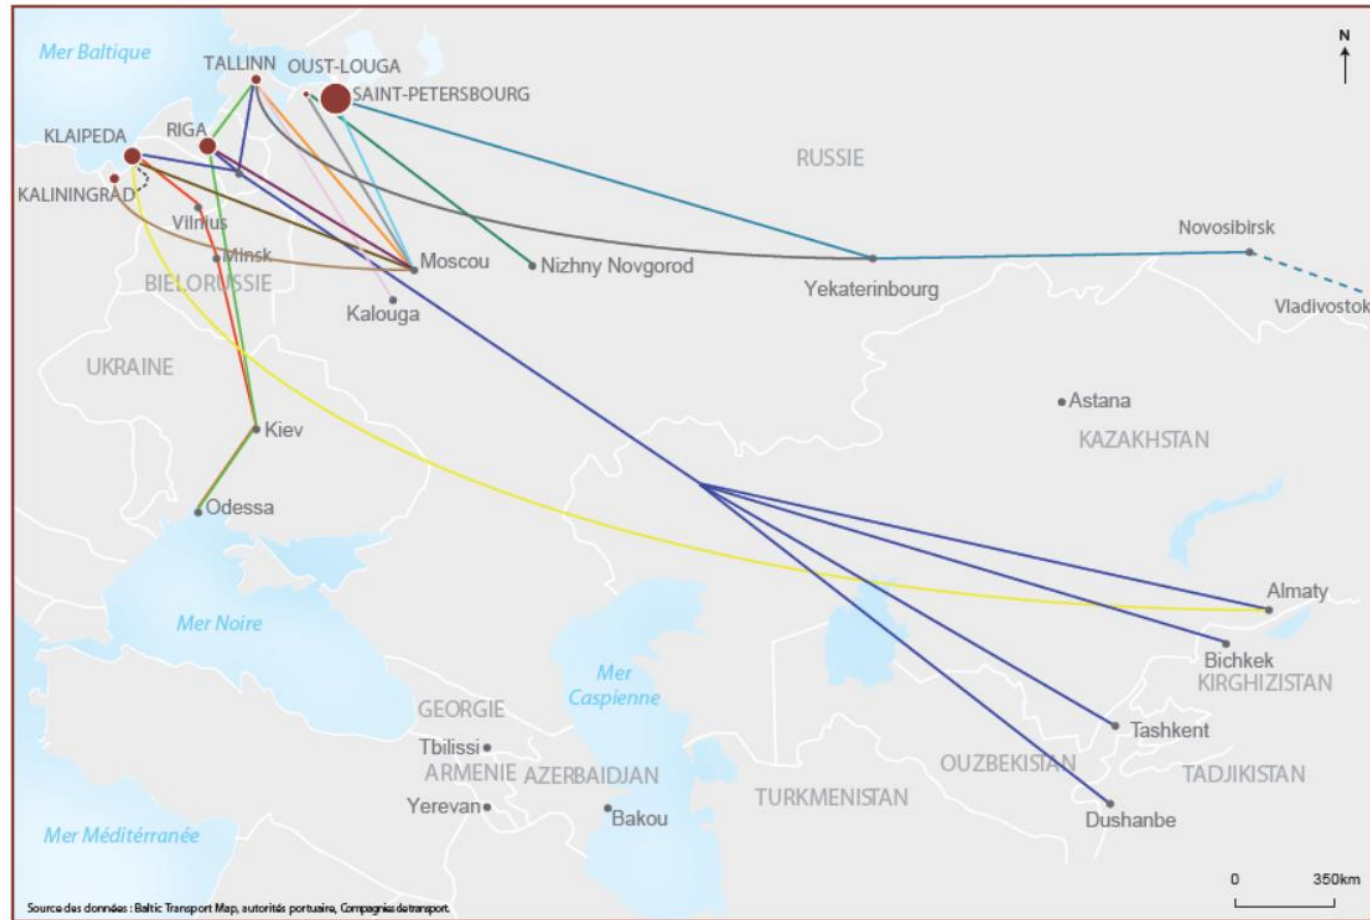 N
Mer Baltique
TALLINN
OUST-LOUGA
SAINT-PETERSBOURG
KLAIPEDA
RIGA
RUSSIE
KALININGRAD
Vilnius
Novosibirsk
Minsk
Moscou
Nizhny Novgorod
BIELORUSSIE
Yekaterinbourg
Vladivostok
Kalouga
UKRAINE
Astana
KAZAKHSTAN
Kiev
Odessa
Almaty
Mer Noire
Bichkek
KIRGHIZISTAN
Mer
Caspienne
GEORGIE
Tashkent
Tbilissi
OUZBEKISTAN
ARMENIE
AZERBAIDJAN
TADJIKISTAN
TURKMENISTAN
Yerevan
Bakou
Dushanbe
Mer Méditérranée
0
350km
Source des données : Baltic Transport Map, autorités portuaire, Compagnies de transport.